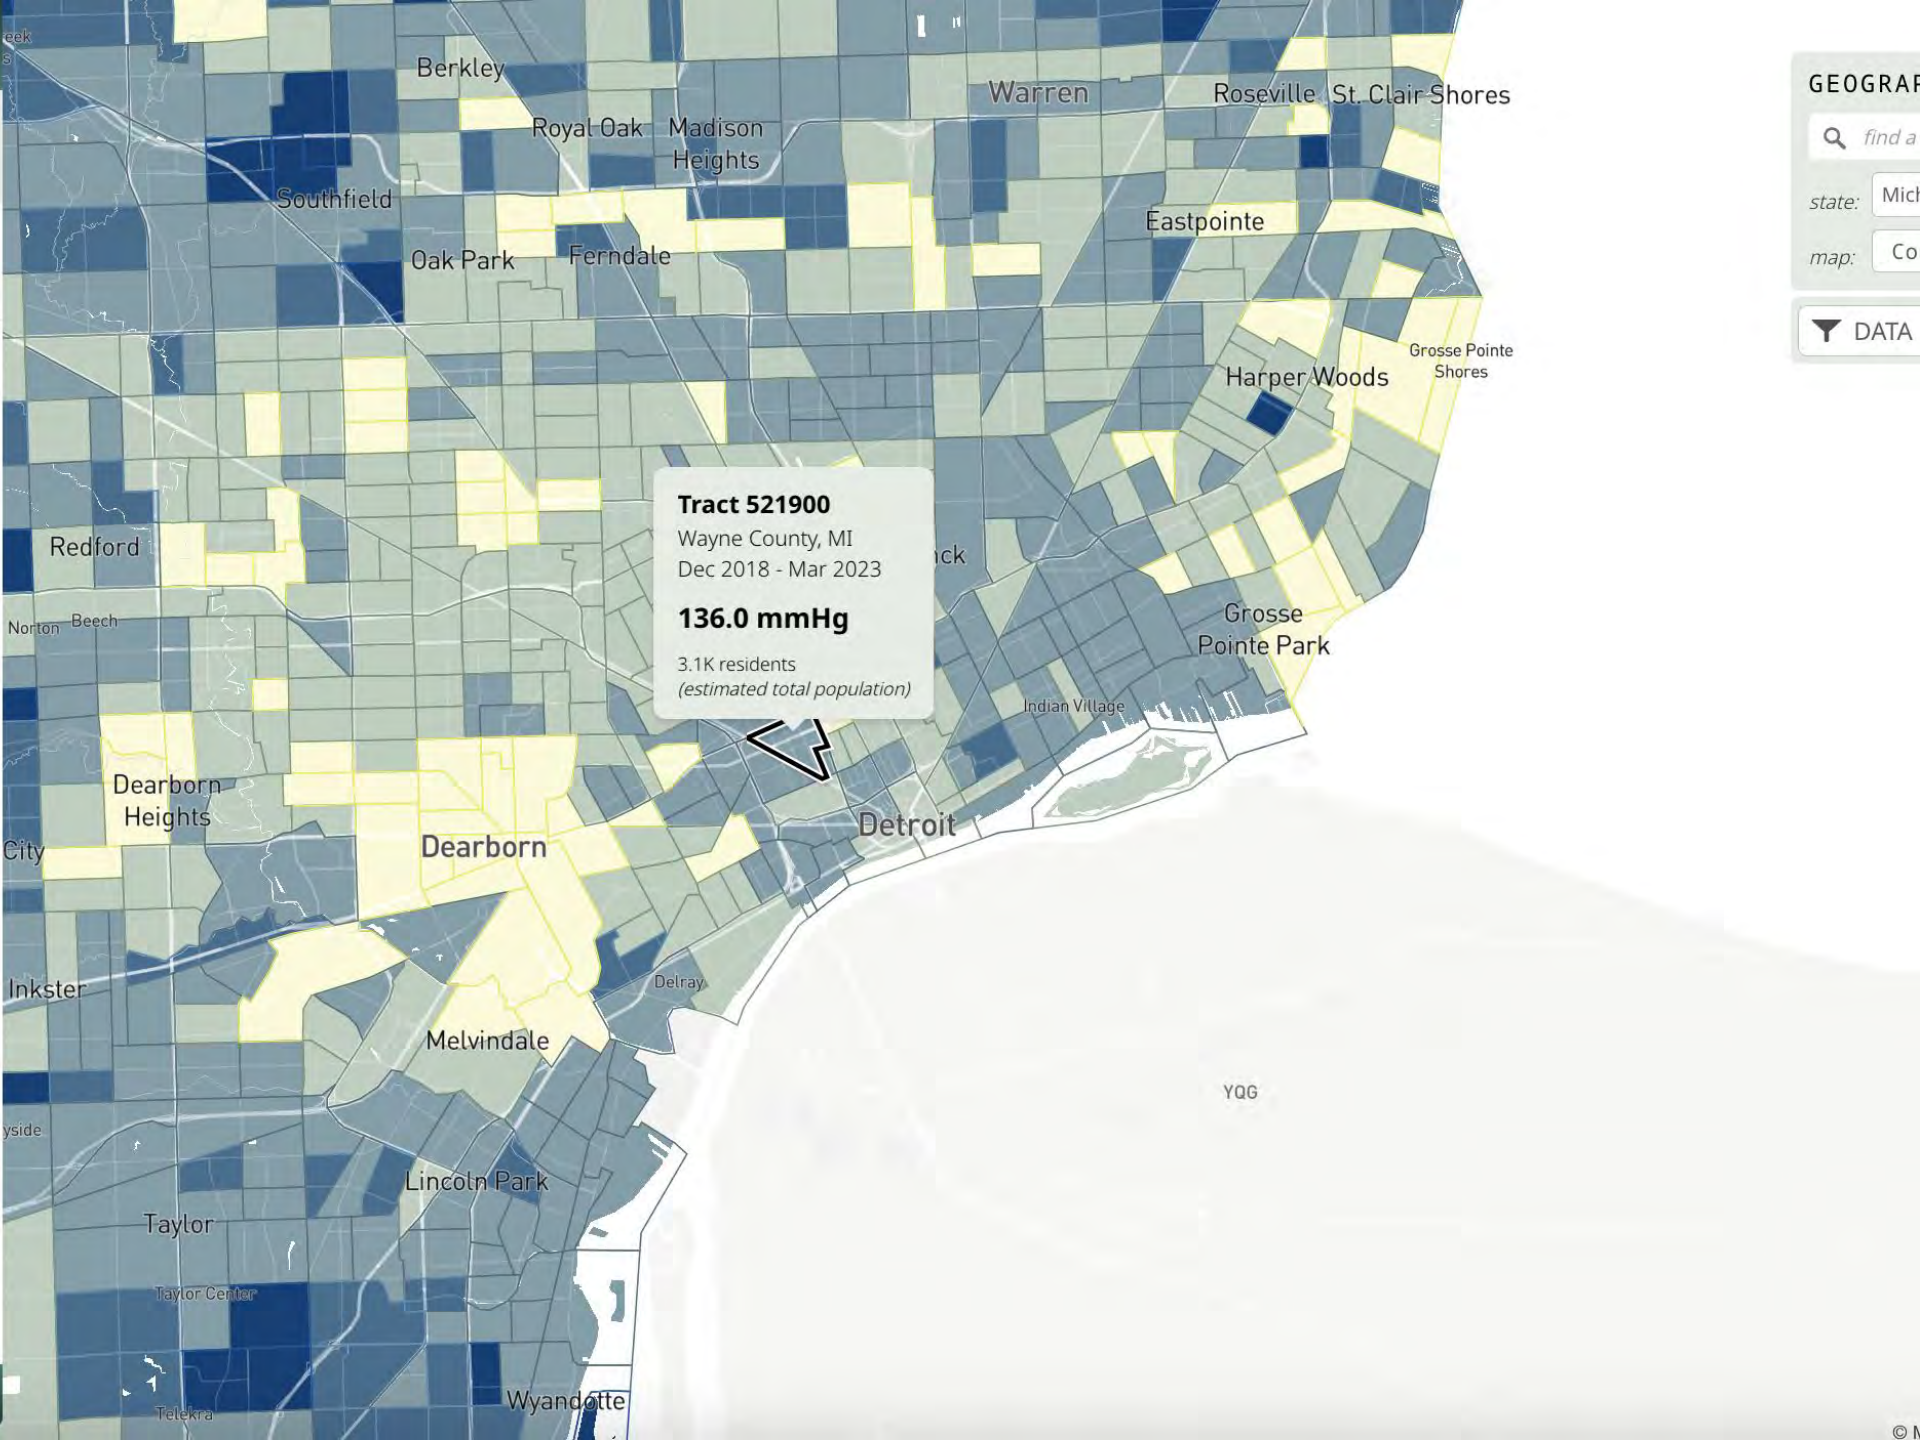 eek
s
Berkley
Warren
Roseville
St. Clair Shores
Royal Oak
Madison
Heights
Southfield
Eastpointe
Oak Park
Ferndale
Grosse Pointe
Shores
Harper Woods
Tract 521900
Wayne County, MI
Dec 2018 - Mar 2023
136.0 mmHg
3.1K residents
(estimated total population)
ck
Redford
Norton
Beech
Grosse
Pointe Park
Indian Village
Dearborn
Heights
Detroit
City
Dearborn
Inkster
Delray
Melvindale
YQG
yside
Lincoln Park
Taylor
Taylor Center
Wyandotte
Telekra
GEOGRAP
find a
state:
Mich
map:
Co
DATA
© M